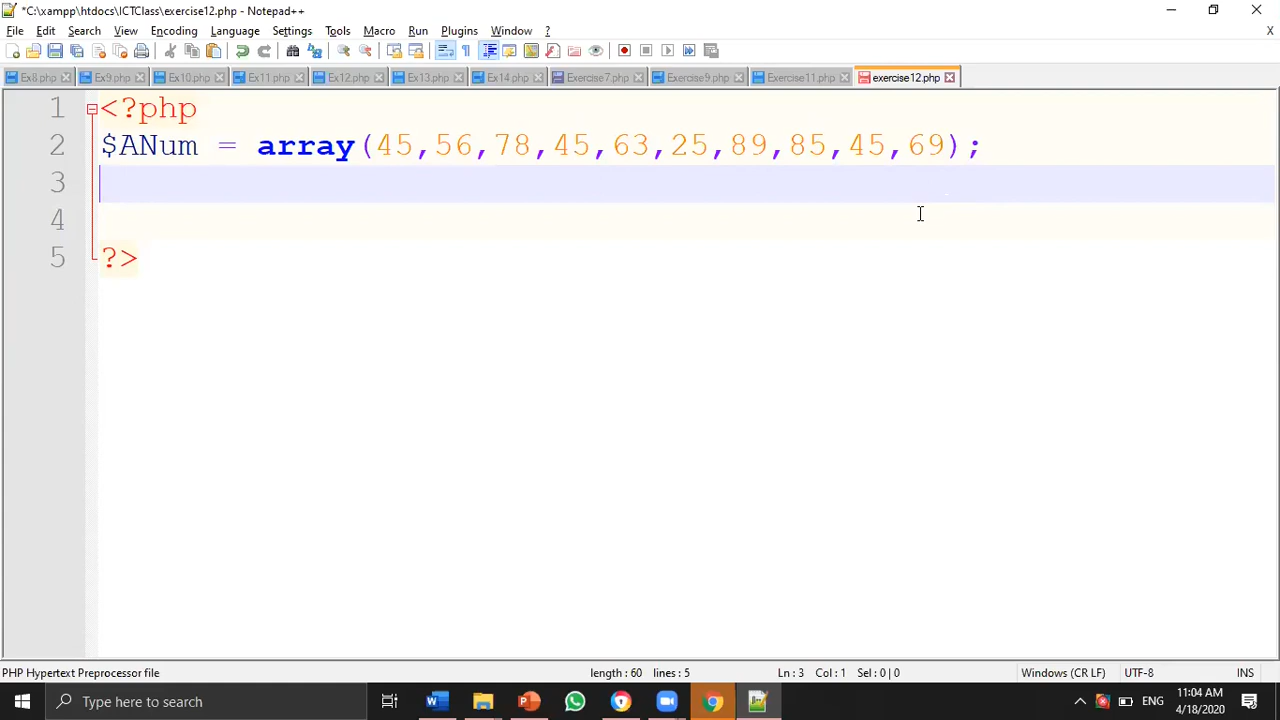 *C:\xampp\htdocs\ICTClass\exercise12.php - Notepad++
File Edit Search View Encoding Language Settings Tools Macro Run Plugins Window ? X
Ex8.php Ex9.php Ex10.php Ex11.php Ex12.php Ex13.php Ex14.php Exercise7.php Exercise9.php Exercise11.php exercise12.php
1 <?php
2 $ANum = array(45,56,78,45,63,25,89,85,45,69);
3
4
5 ?>
PHP Hypertext Preprocessor file length : 60 lines : 5 Ln : 3 Col : 1 Sel : 0 | 0 Windows (CR LF) UTF-8 INS
Type here to search ENG 11:04 AM
4/18/2020